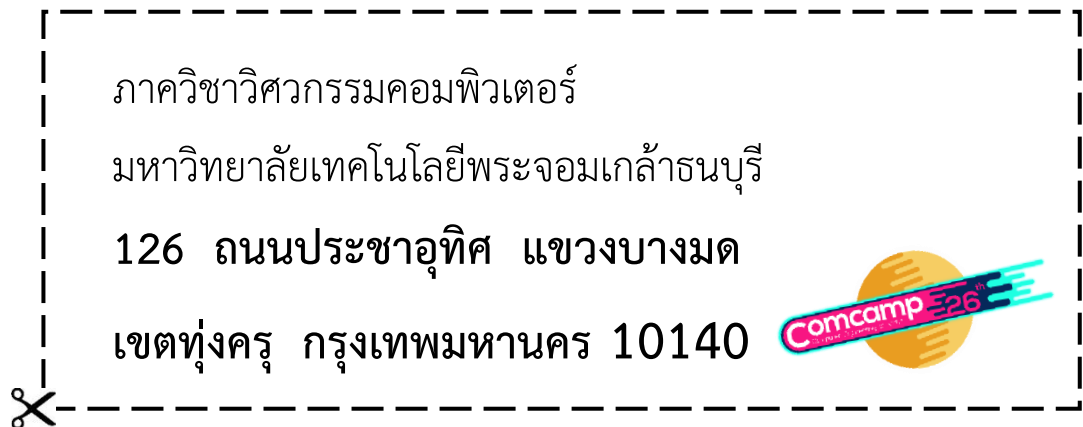 ภาควิชาวิศวกรรมคอมพิวเตอร์
มหาวิทยาลัยเทคโนโลยีพระจอมเกล้าธนบุรี
126 ถนนประชาอุทิศ แขวงบางมด
เขตทุ่งครุ กรุงเทพมหานคร 10140
Comcamp 26th